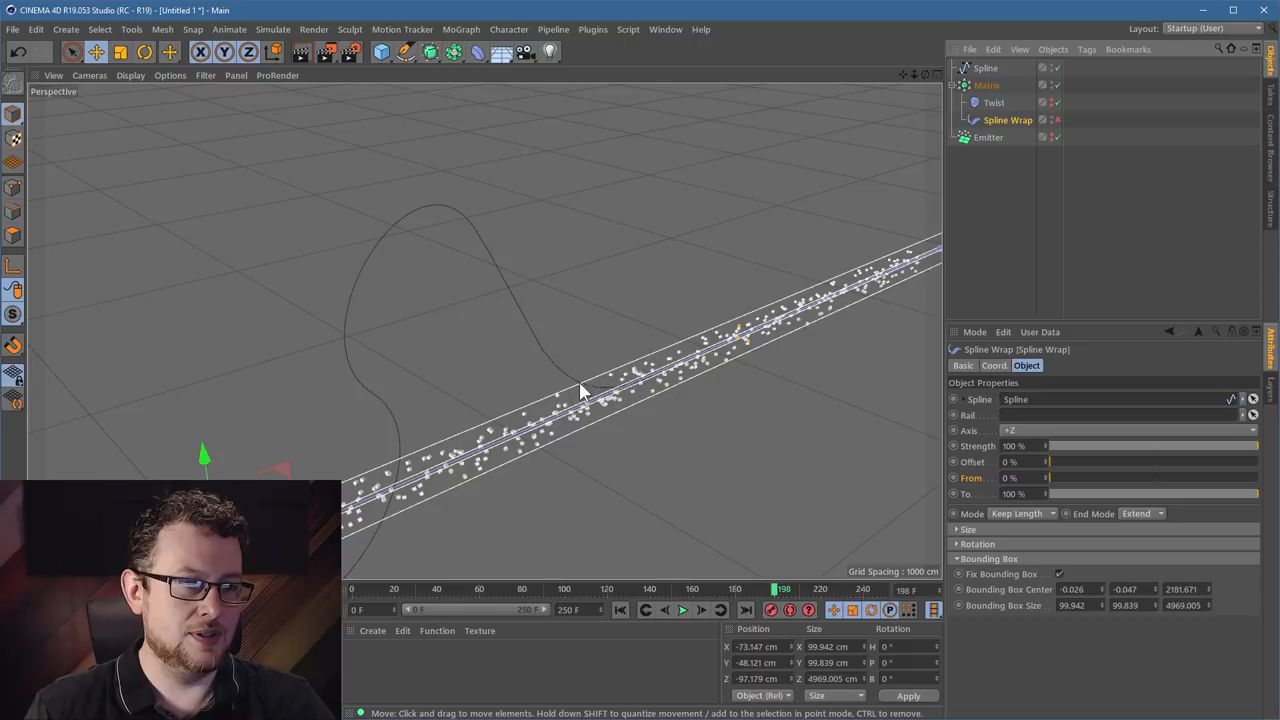 CINEMA 4D R19.053 Studio (RC - R19) - [Untitled 1 *] - Main
File Edit Create Select Tools Mesh Snap Animate Simulate Render Sculpt Motion Tracker MoGraph Character Pipeline Plugins Script Window Help
Layout: Startup (User)
View Cameras Display Options Filter Panel ProRender
File Edit View Objects Tags Bookmarks
Perspective
Spline
Matrix
Twist
Spline Wrap
Emitter
Objects
Takes
Content Browser
Structure
Mode Edit User Data
Spline Wrap [Spline Wrap]
Basic Coord. Object
Object Properties
Spline Spline
Rail
Axis +Z
Strength 100 %
Offset 0 %
From 0 %
To 100 %
Mode Keep Length End Mode Extend
Size
Rotation
Bounding Box
Fix Bounding Box
Bounding Box Center -0.026 -0.047 2181.671
Bounding Box Size 99.942 99.839 4969.005
Attributes
Layers
Grid Spacing : 1000 cm
0 20 40 60 80 100 120 140 160 180 198 220 240 198 F
0 F 0 F 250 F 250 F
Create Edit Function Texture
Position Size Rotation
X -73.147 cm X 99.942 cm H 0 °
Y -48.121 cm Y 99.839 cm P 0 °
Z -97.179 cm Z 4969.005 cm B 0 °
Object (Rel) Size Apply
Move: Click and drag to move elements. Hold down SHIFT to quantize movement / add to the selection in point mode, CTRL to remove.